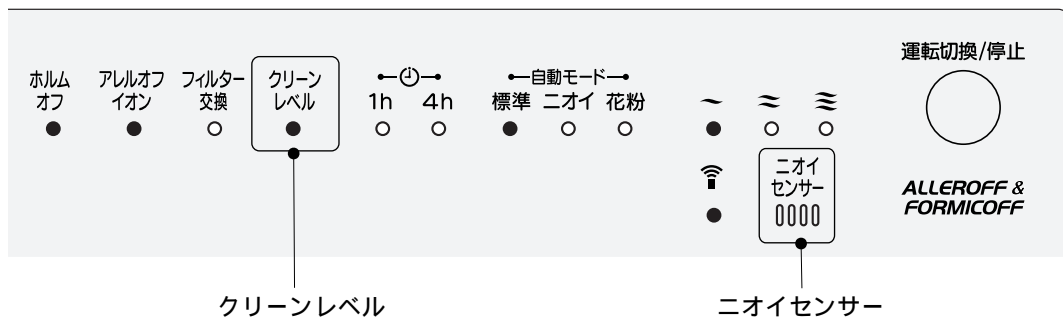 ホルム
オフ
アレルオフ
イオン
フィルター
交換
クリーン
レベル
1h
4h
自動モード
標準 ニオイ 花粉
運転切換/停止
ニオイ
センサー
ALLEROFF &
FORMICOFF
クリーンレベル
ニオイセンサー